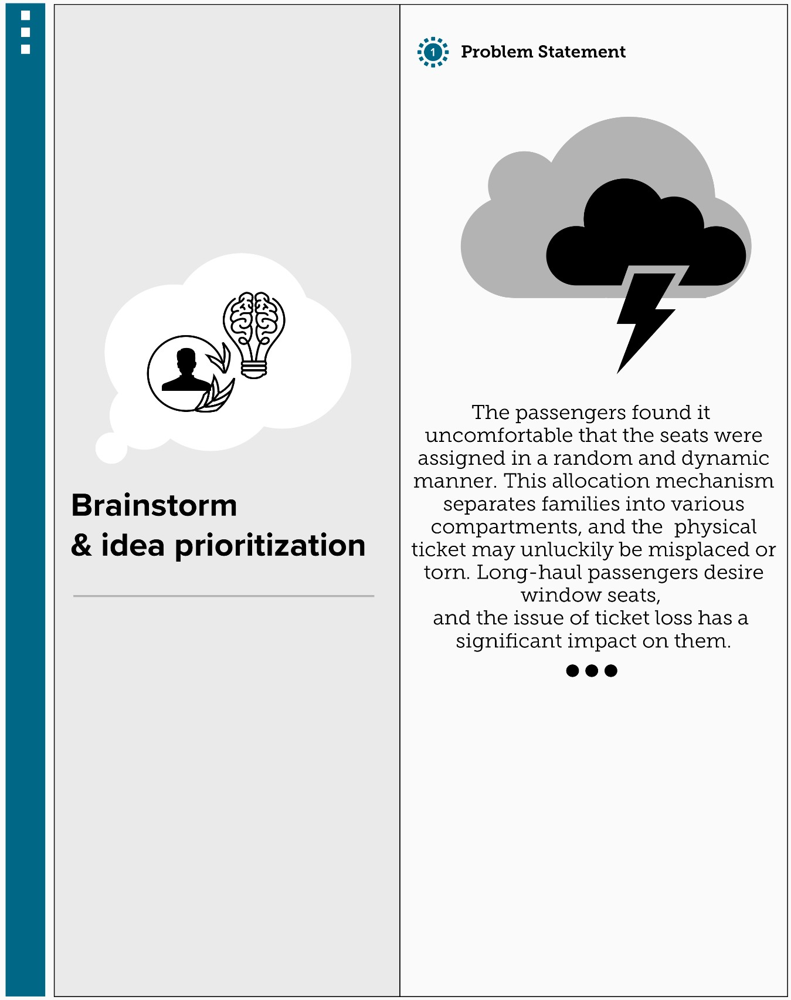 Brainstorm
& idea prioritization
1
Problem Statement
The passengers found it
uncomfortable that the seats were
assigned in a random and dynamic
manner. This allocation mechanism
separates families into various
compartments, and the  physical
ticket may unluckily be misplaced or
torn. Long-haul passengers desire
window seats,
and the issue of ticket loss has a
significant impact on them.